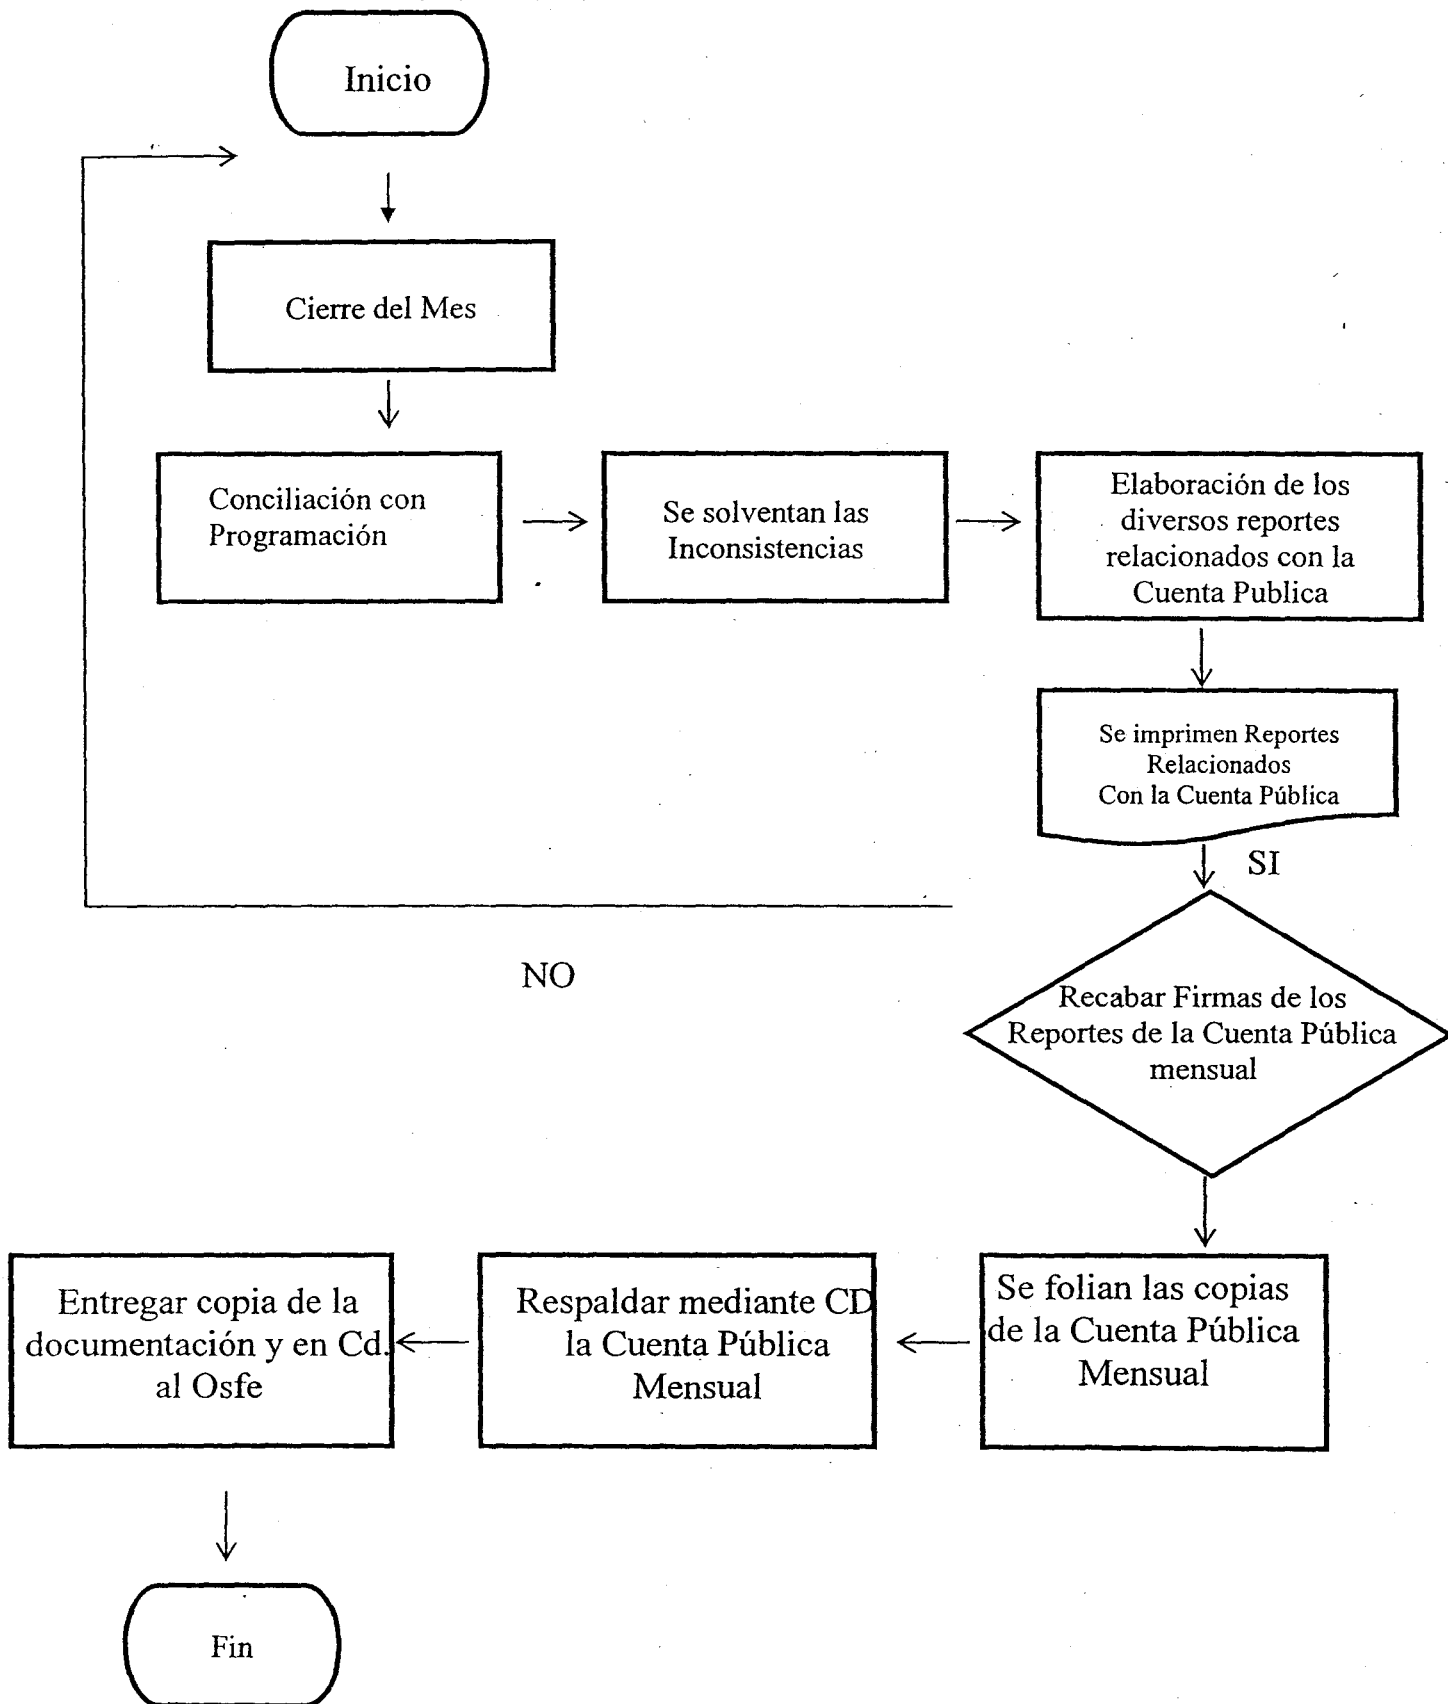 Inicio
Cierre del Mes
Conciliación con
Programación
Se solventan las
Inconsistencias
Elaboración de los
diversos reportes
relacionados con la
Cuenta Publica
Se imprimen Reportes
Relacionados
Con la Cuenta Pública
SI
NO
Recabar Firmas de los
Reportes de la Cuenta Pública
mensual
Se folian las copias
de la Cuenta Pública
Mensual
Respaldar mediante CD
la Cuenta Pública
Mensual
Entregar copia de la
documentación y en Cd.
al Osfe
Fin